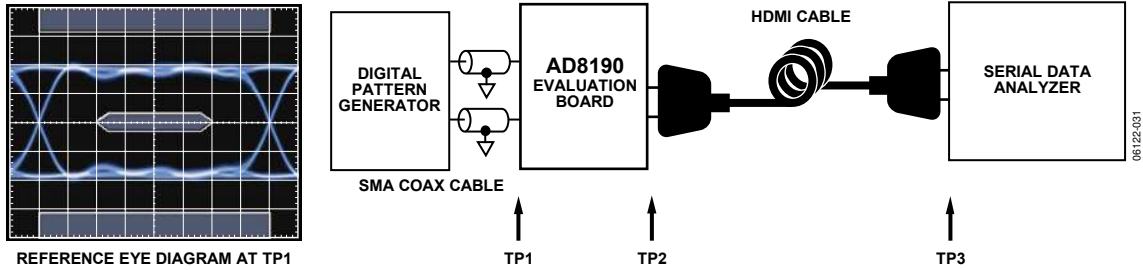 REFERENCE EYE DIAGRAM AT TP1
DIGITAL
PATTERN
GENERATOR
SMA COAX CABLE
AD8190
EVALUATION
BOARD
HDMI CABLE
SERIAL DATA
ANALYZER
TP1
TP2
TP3
06122-031